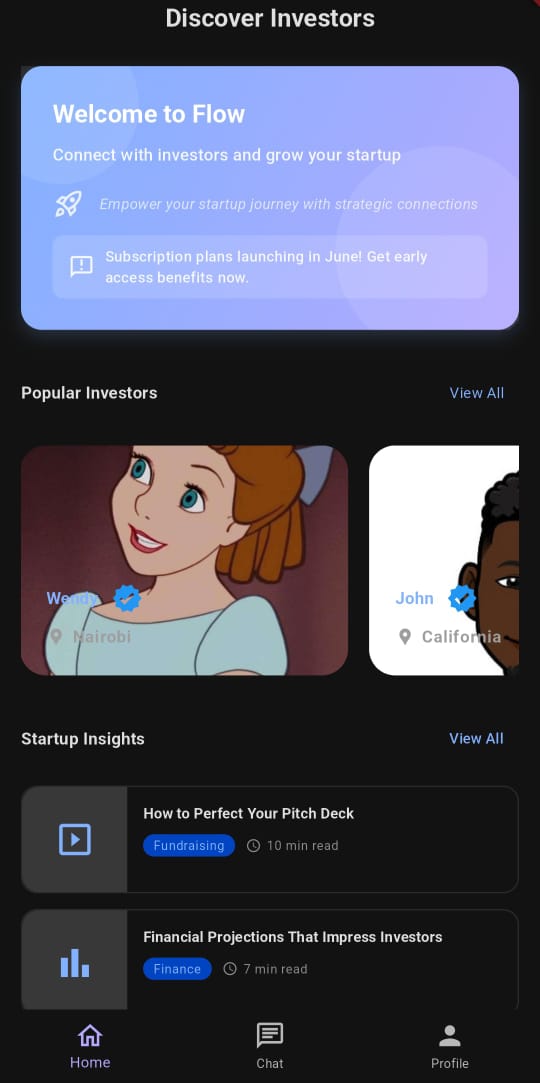 Discover Investors
Welcome to Flow
Connect with investors and grow your startup
Empower your startup journey with strategic connections
Subscription plans launching in June! Get early
access benefits now.
Popular Investors
View All
Wendy
Nairobi
John
California
Startup Insights
View All
How to Perfect Your Pitch Deck
Fundraising
10 min read
Financial Projections That Impress Investors
Finance
7 min read
Home
Chat
Profile